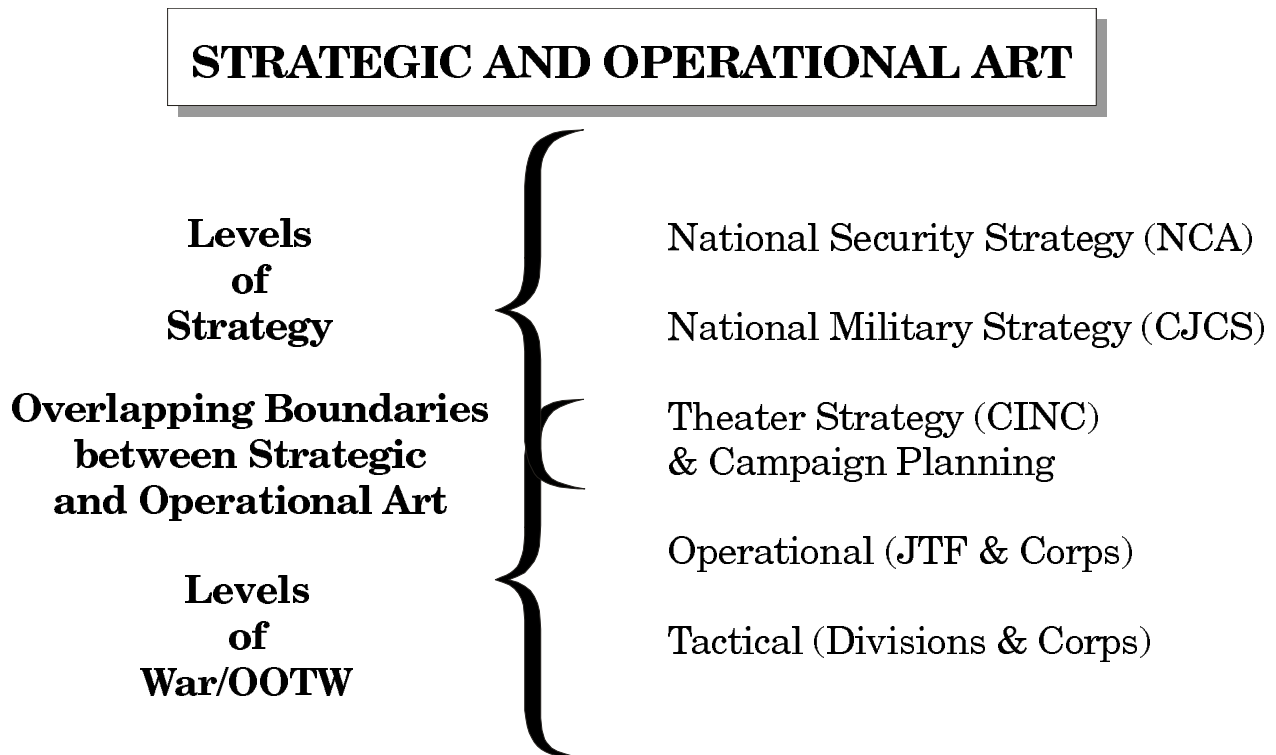 STRATEGIC AND OPERATIONAL ART
Levels
of
Strategy
Overlapping Boundaries
between Strategic
and Operational Art
Levels
of
War/OOTW
National Security Strategy (NCA)
National Military Strategy (CJCS)
Theater Strategy (CINC)
& Campaign Planning
Operational (JTF & Corps)
Tactical (Divisions & Corps)